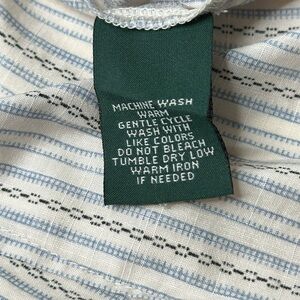 MACHINE WASH
WARM
GENTLE CYCLE
WASH WITH
LIKE COLORS
DO NOT BLEACH
TUMBLE DRY LOW
WARM IRON
IF NEEDED